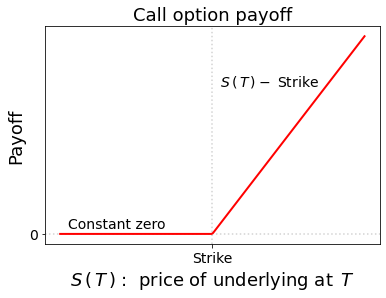 Call option payoff
S(T) − Strike
Payoff
Constant zero
0
Strike
S(T): price of underlying at T